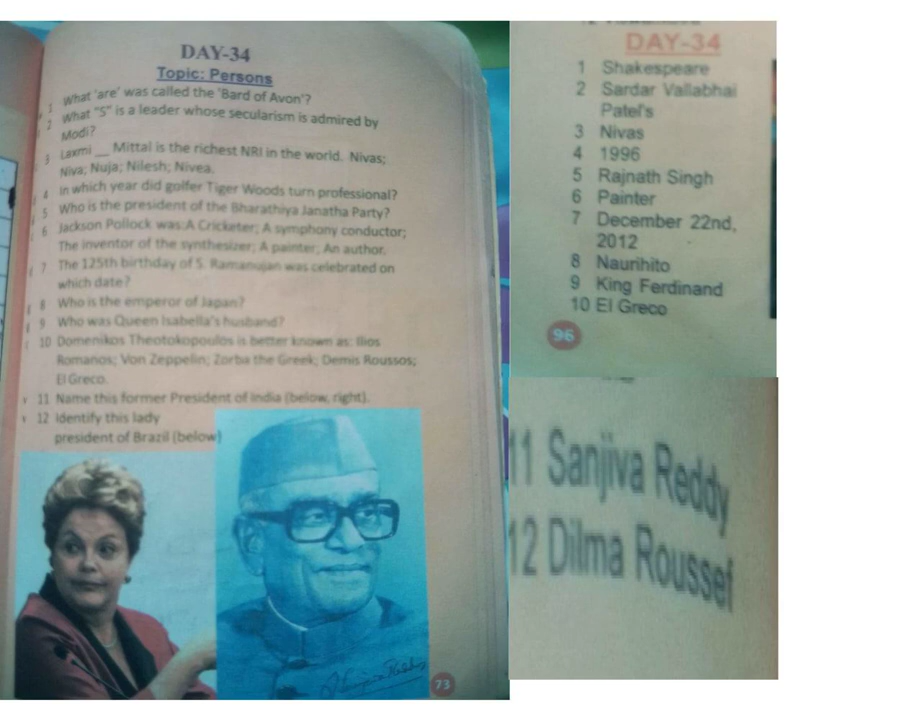 DAY-34
Topic: Persons
1 What 'are' was called the 'Bard of Avon'?
2 What "S" is a leader whose secularism is admired by
Modi?
3 Laxmi __ Mittal is the richest NRI in the world. Nivas;
Niva; Nuja; Nilesh; Nivea.
4 In which year did golfer Tiger Woods turn professional?
5 Who is the president of the Bharathiya Janatha Party?
6 Jackson Pollock was:A Cricketer; A symphony conductor;
The inventor of the synthesizer; A painter; An author.
7 The 125th birthday of S. Ramanujan was celebrated on
which date?
8 Who is the emperor of Japan?
9 Who was Queen Isabella's husband?
10 Domenikos Theotokopoulos is better known as: Ilios
Romanos; Von Zeppelin; Zorba the Greek; Demis Roussos;
El Greco.
11 Name this former President of India (below, right).
12 Identify this lady
president of Brazil (below)
73
DAY-34
1 Shakespeare
2 Sardar Vallabhai
Patel's
3 Nivas
4 1996
5 Rajnath Singh
6 Painter
7 December 22nd,
2012
8 Naurihito
9 King Ferdinand
10 El Greco
96
11 Sanjiva Reddy
12 Dilma Roussef